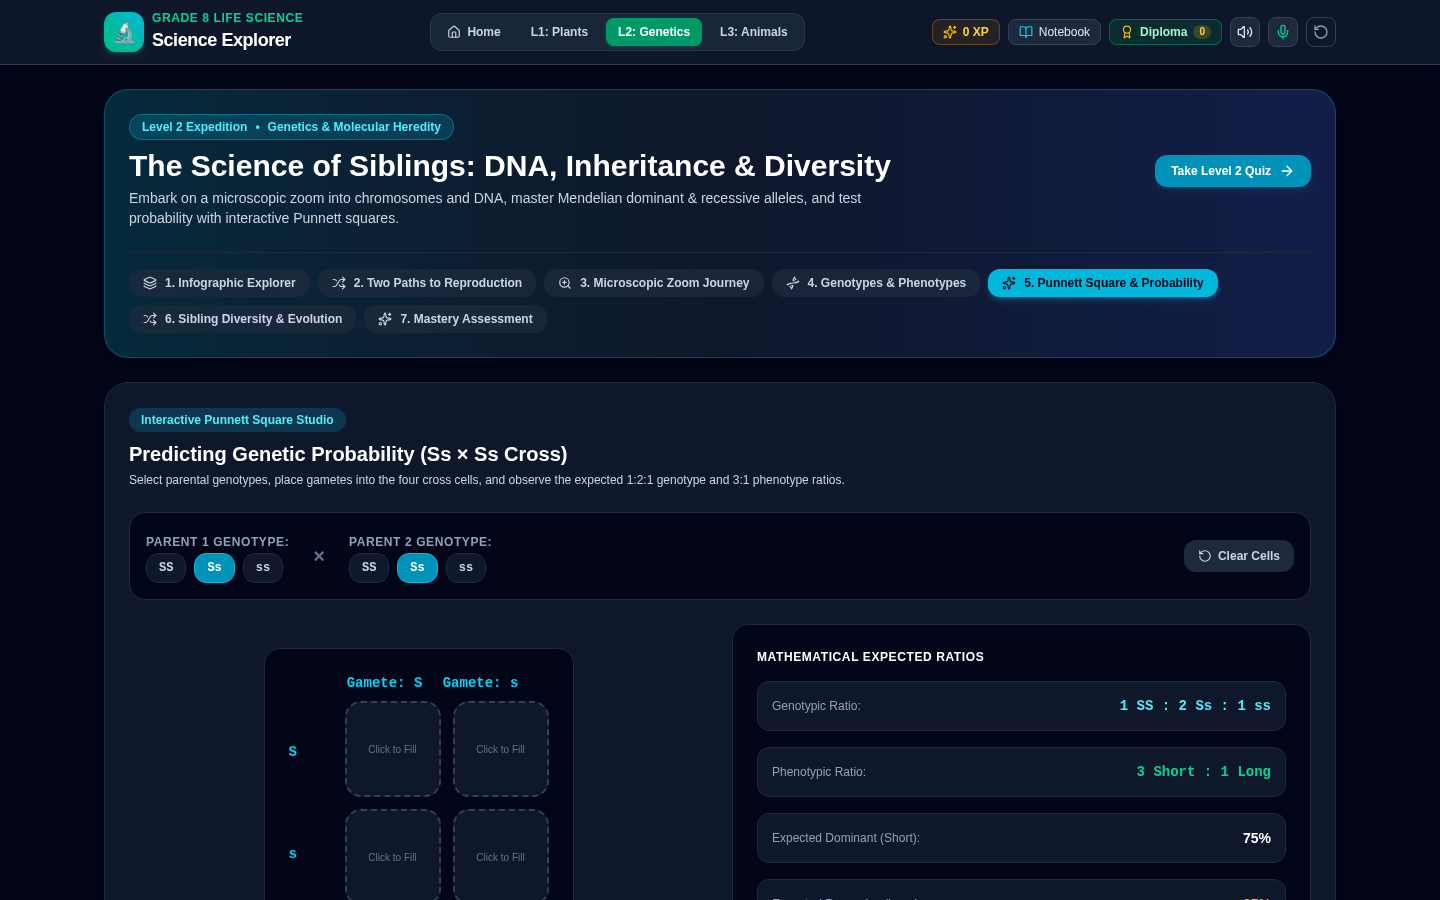 GRADE 8 LIFE SCIENCE
Science Explorer
Home
L1: Plants
L2: Genetics
L3: Animals
0 XP
Notebook
Diploma 0
Level 2 Expedition • Genetics & Molecular Heredity
The Science of Siblings: DNA, Inheritance & Diversity
Embark on a microscopic zoom into chromosomes and DNA, master Mendelian dominant & recessive alleles, and test
probability with interactive Punnett squares.
Take Level 2 Quiz
1. Infographic Explorer
2. Two Paths to Reproduction
3. Microscopic Zoom Journey
4. Genotypes & Phenotypes
5. Punnett Square & Probability
6. Sibling Diversity & Evolution
7. Mastery Assessment
Interactive Punnett Square Studio
Predicting Genetic Probability (Ss × Ss Cross)
Select parental genotypes, place gametes into the four cross cells, and observe the expected 1:2:1 genotype and 3:1 phenotype ratios.
PARENT 1 GENOTYPE:
SS Ss ss
×
PARENT 2 GENOTYPE:
SS Ss ss
Clear Cells
Gamete: S Gamete: s
S
Click to Fill Click to Fill
s
Click to Fill Click to Fill
MATHEMATICAL EXPECTED RATIOS
Genotypic Ratio: 1 SS : 2 Ss : 1 ss
Phenotypic Ratio: 3 Short : 1 Long
Expected Dominant (Short): 75%